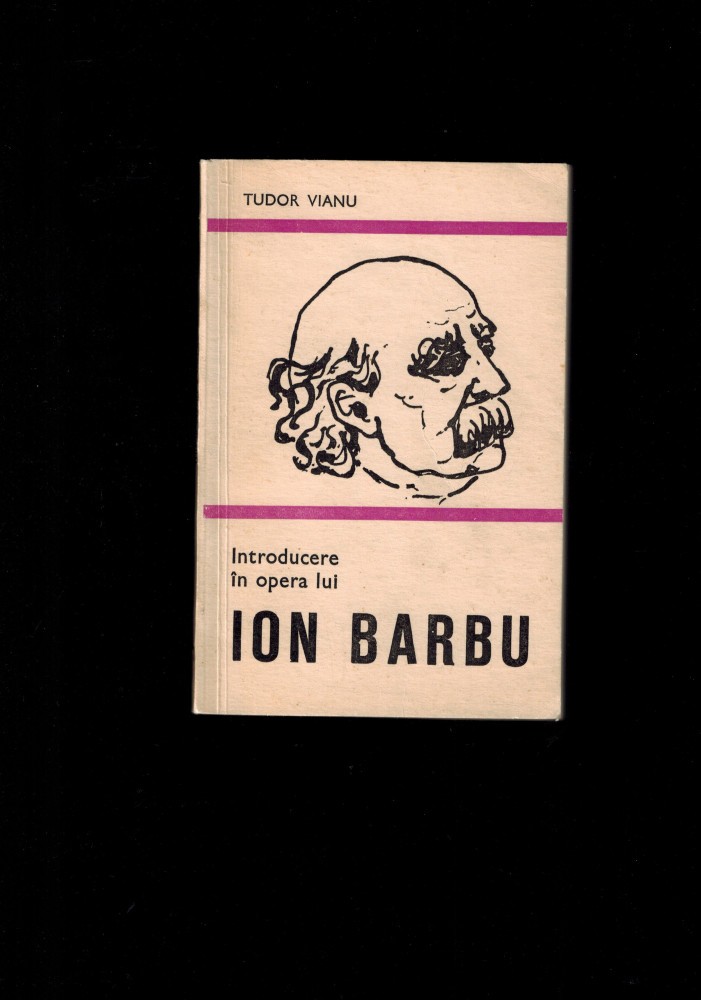 TUDOR VIANU
Introducere
în opera lui
ION BARBU